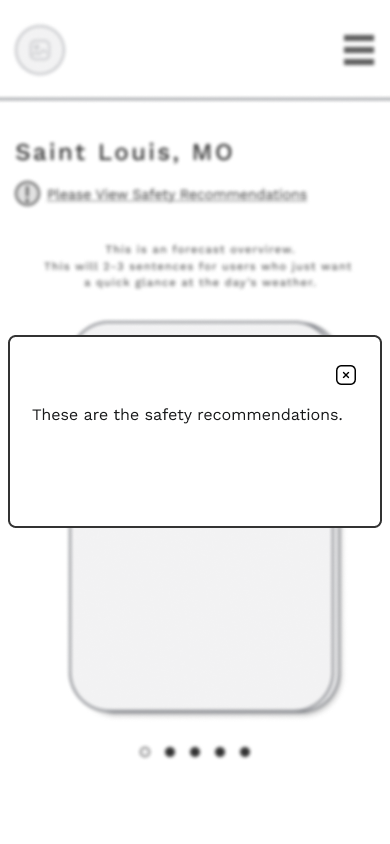 Saint Louis, MO
Please View Safety Recommendations
This is an forecast overvirew.
This will 2-3 sentences for users who just want
a quick glance at the day's weather.
These are the safety recommendations.